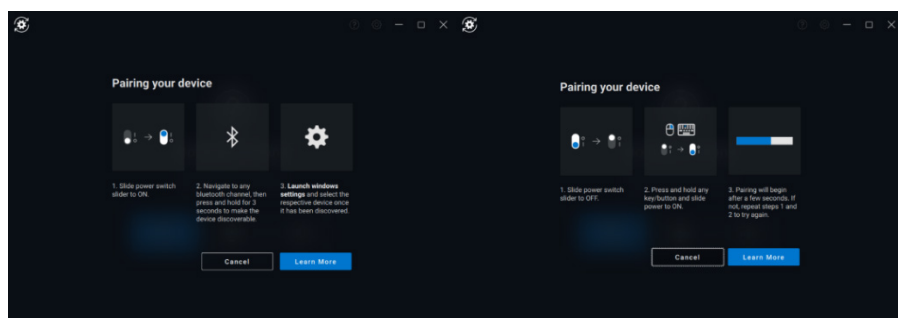 Pairing your device
1. Slide power switch
slider to ON.
2. Navigate to any
bluetooth channel, then
press and hold for 3
seconds to make the
device discoverable.
3. Launch windows
settings and select the
respective device once
it has been discovered.
Cancel
Learn More
Pairing your device
1. Slide power switch
slider to OFF.
2. Press and hold any
key/button and slide
power to ON.
3. Pairing will begin
after a few seconds. If
not, repeat steps 1 and
2 to try again.
Cancel
Learn More